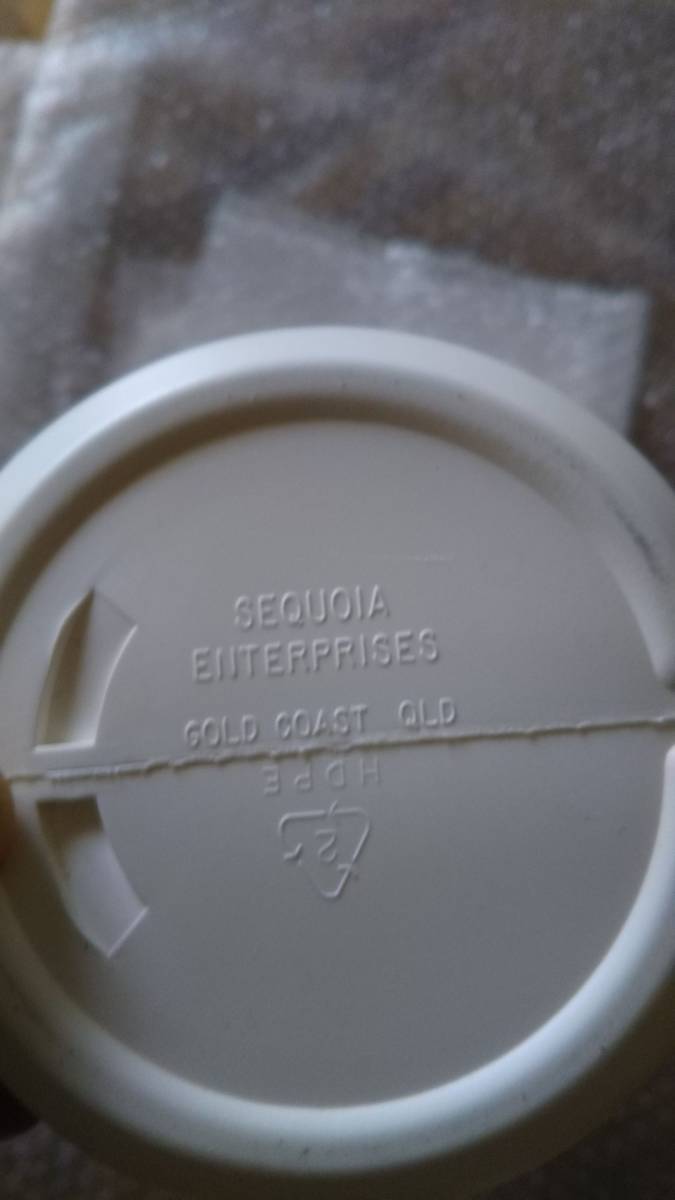 SEQUOIA
ENTERPRISES
GOLD COAST QLD
HDPE
2